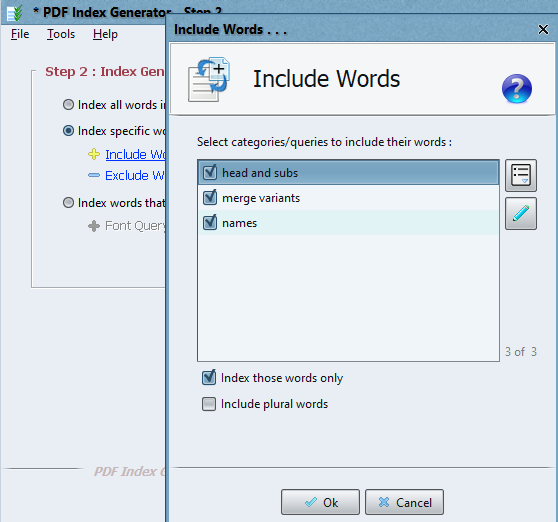 * PDF Index Generator - Step 2
File Tools Help
Step 2 : Index Gen
Index all words i
Index specific wo
Include Wo
Exclude W
Index words that
Font Query
PDF Index G
Include Words . . .
Include Words
Select categories/queries to include their words :
head and subs
merge variants
names
3 of 3
Index those words only
Include plural words
Ok Cancel